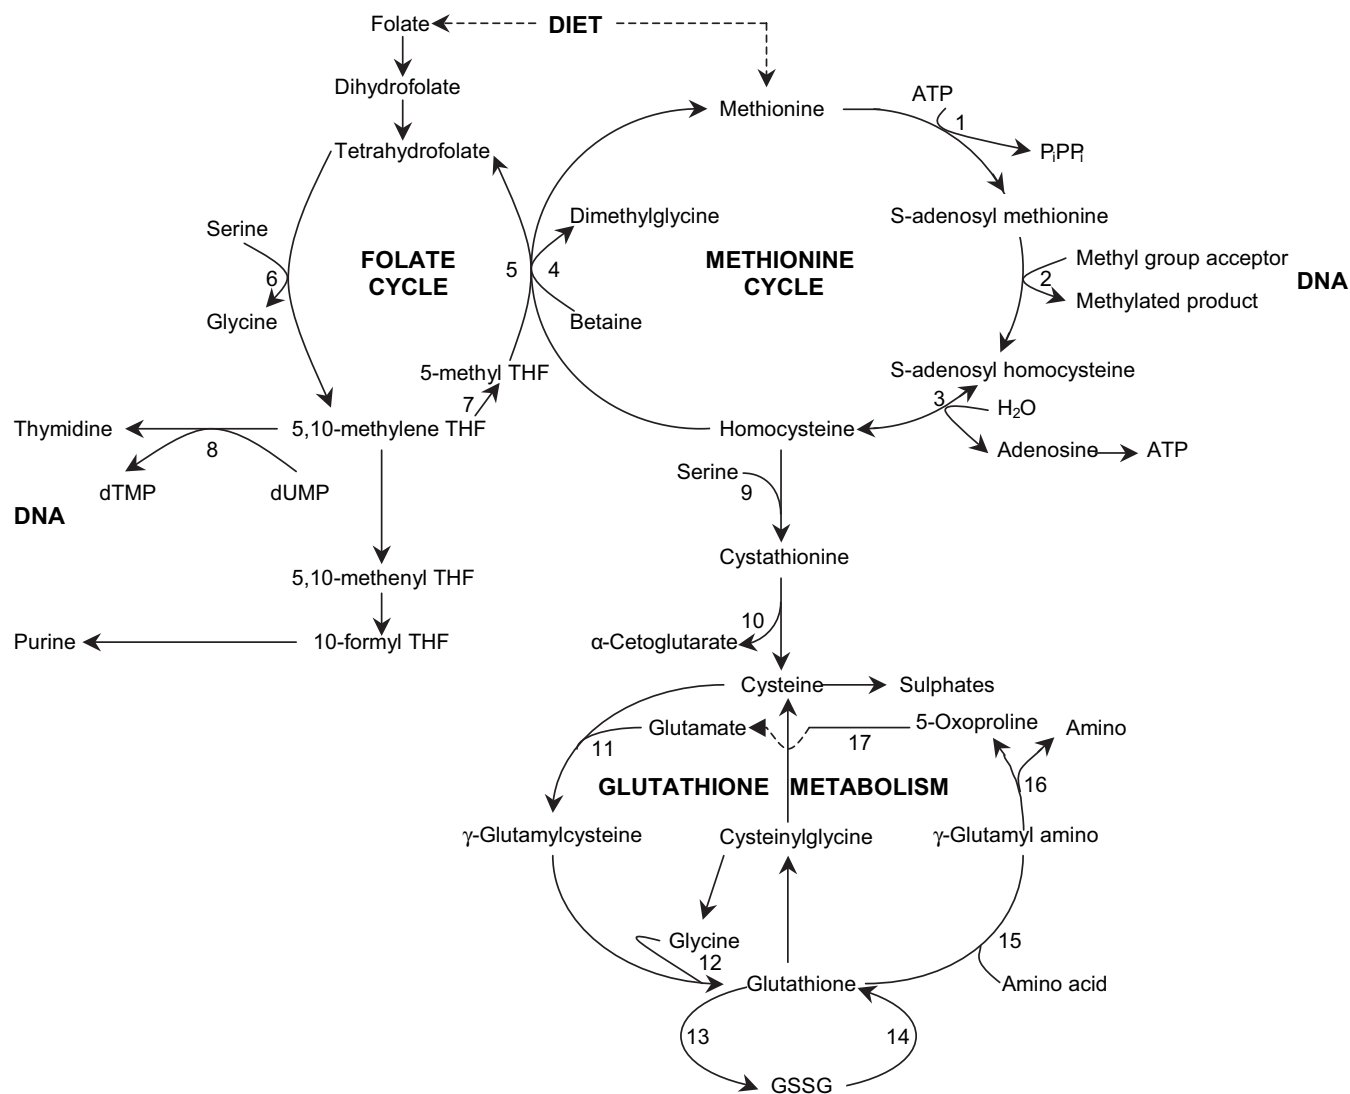 Folate
DIET
Dihydrofolate
Methionine
ATP
1
PiPPi
Tetrahydrofolate
Serine
Dimethylglycine
S-adenosyl methionine
FOLATE
CYCLE
5
4
METHIONINE
CYCLE
Methyl group acceptor
2
Methylated product
DNA
6
Glycine
Betaine
5-methyl THF
7
S-adenosyl homocysteine
3
H2O
Thymidine
5,10-methylene THF
Homocysteine
Adenosine
ATP
8
dTMP
dUMP
DNA
Serine
9
Cystathionine
5,10-methenyl THF
Purine
10-formyl THF
10
α-Cetoglutarate
Cysteine
Sulphates
Glutamate
5-Oxoproline
Amino
11
17
GLUTATHIONE METABOLISM
16
γ-Glutamylcysteine
Cysteinylglycine
γ-Glutamyl amino
Glycine
12
15
Glutathione
Amino acid
13
14
GSSG